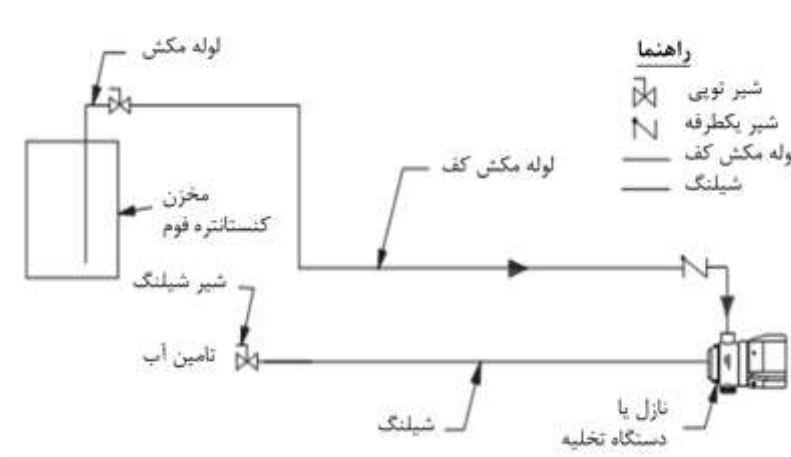 لوله مکش
راهنما
شیر توپی
شیر یکطرفه
وله مکش کف
شیلنگ
لوله مکش کف
مخزن
کنستانتره فوم
شیر شیلنگ
تامین آب
شیلنگ
نازل یا
دستگاه تخلیه